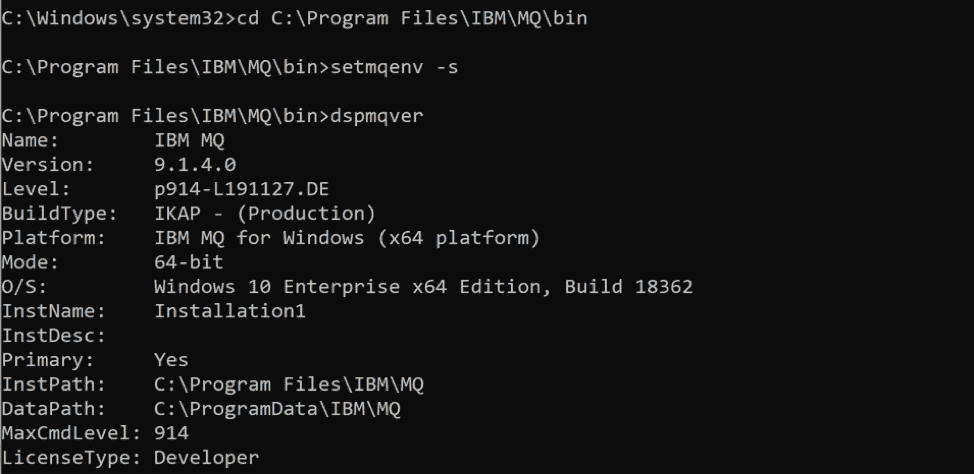 C:\Windows\system32>cd C:\Program Files\IBM\MQ\bin
C:\Program Files\IBM\MQ\bin>setmqenv -s
C:\Program Files\IBM\MQ\bin>dspmqver
Name:        IBM MQ
Version:     9.1.4.0
Level:       p914-L191127.DE
BuildType:   IKAP - (Production)
Platform:    IBM MQ for Windows (x64 platform)
Mode:        64-bit
O/S:         Windows 10 Enterprise x64 Edition, Build 18362
InstName:    Installation1
InstDesc:
Primary:     Yes
InstPath:    C:\Program Files\IBM\MQ
DataPath:    C:\ProgramData\IBM\MQ
MaxCmdLevel: 914
LicenseType: Developer